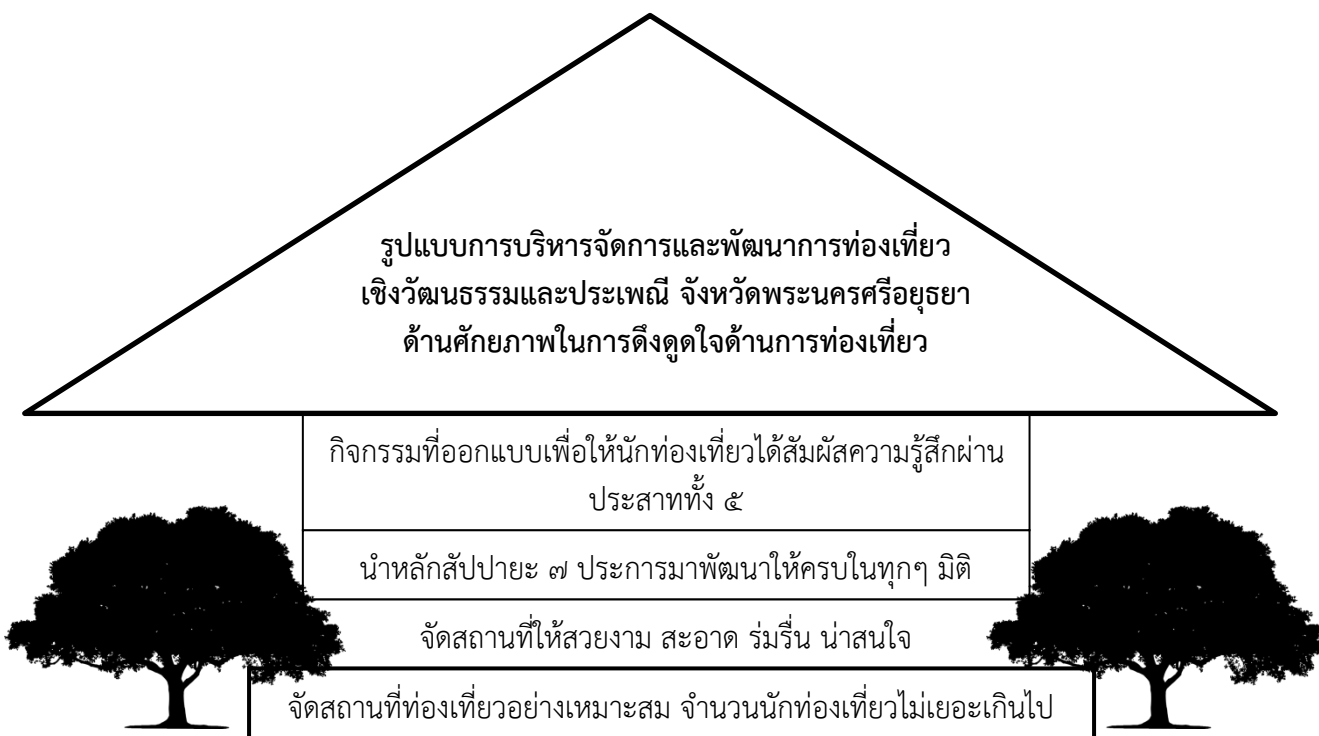 รูปแบบการบริหารจัดการและพัฒนาการท่องเที่ยว
เชิงวัฒนธรรมและประเพณี จังหวัดพระนครศรีอยุธยา
ด้านศักยภาพในการดึงดูดใจด้านการท่องเที่ยว
กิจกรรมที่ออกแบบเพื่อให้นักท่องเที่ยวได้สัมผัสความรู้สึกผ่าน
ประสาททั้ง ๕
นำหลักสัปปายะ ๗ ประการมาพัฒนาให้ครบในทุกๆ มิติ
จัดสถานที่ให้สวยงาม สะอาด ร่มรื่น น่าสนใจ
จัดสถานที่ท่องเที่ยวอย่างเหมาะสม จำนวนนักท่องเที่ยวไม่เยอะเกินไป